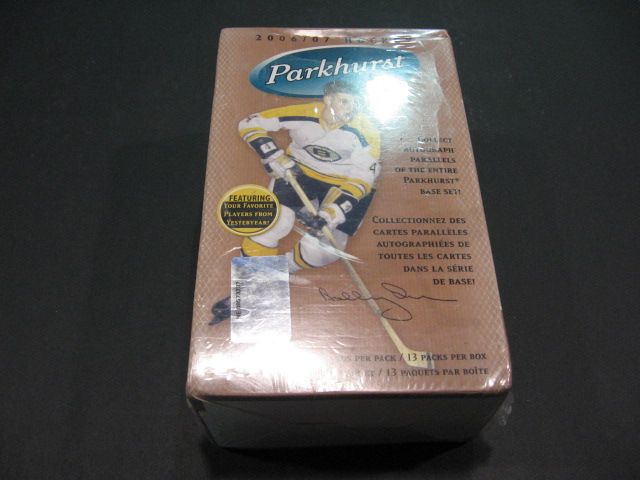 2006/07
Parkhurst
COLLECT
AUTOGRAPH
PARALLELS
OF THE ENTIRE
PARKHURST®
BASE SET!
FEATURING
YOUR FAVORITE
PLAYERS FROM
YESTERYEAR!
COLLECTIONNEZ DES
CARTES PARALLÈLES
AUTOGRAPHIÉES DE
TOUTES LES CARTES
DANS LA SÉRIE
DE BASE!
PER PACK / 13 PACKS PER BOX
/ 13 PAQUETS PAR BOÎTE